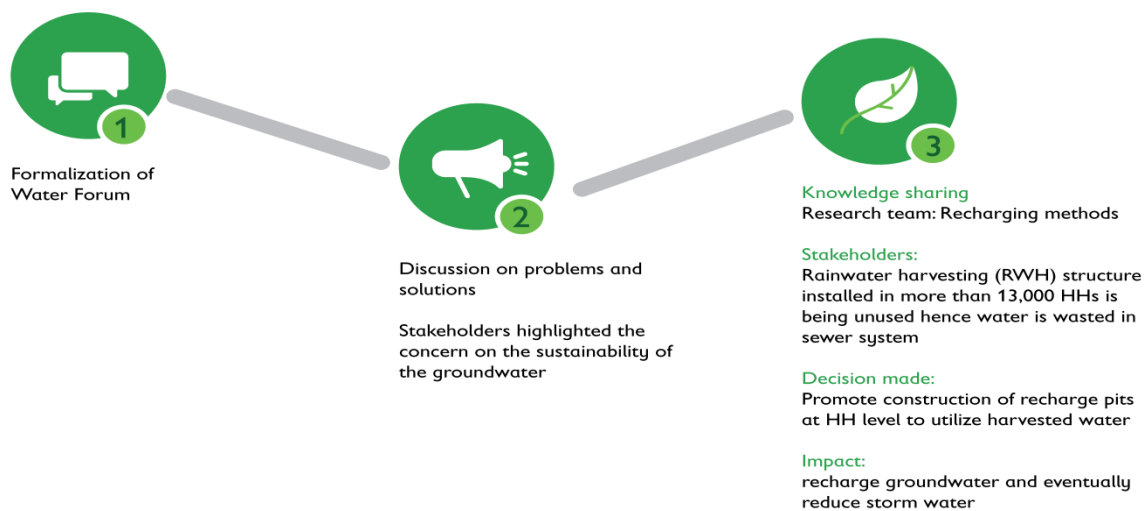 1
Formalization of
Water Forum
2
Discussion on problems and
solutions
Stakeholders highlighted the
concern on the sustainability of
the groundwater
3
Knowledge sharing
Research team: Recharging methods
Stakeholders:
Rainwater harvesting (RWH) structure
installed in more than 13,000 HHs is
being unused hence water is wasted in
sewer system
Decision made:
Promote construction of recharge pits
at HH level to utilize harvested water
Impact:
recharge groundwater and eventually
reduce storm water